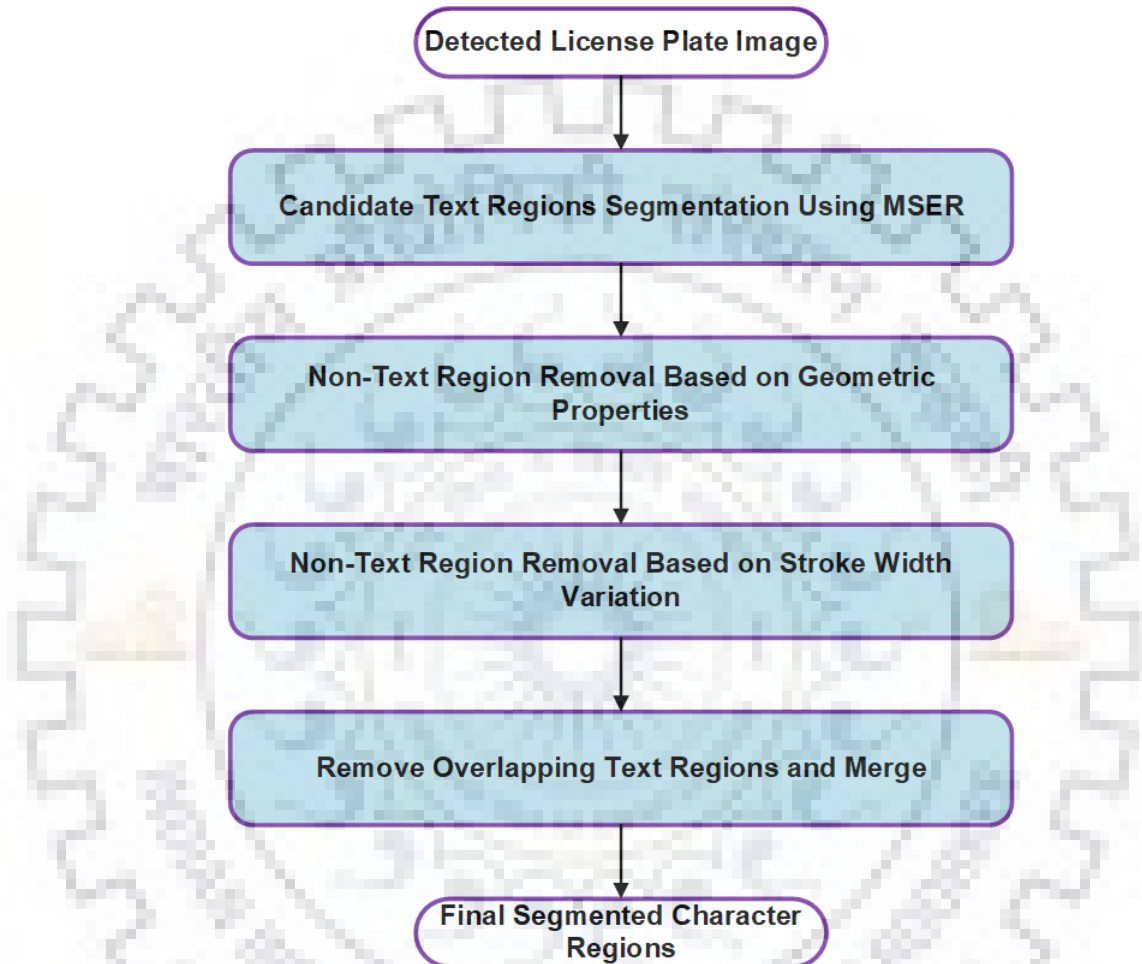 Detected License Plate Image
Candidate Text Regions Segmentation Using MSER
Non-Text Region Removal Based on Geometric
Properties
Non-Text Region Removal Based on Stroke Width
Variation
Remove Overlapping Text Regions and Merge
Final Segmented Character
Regions